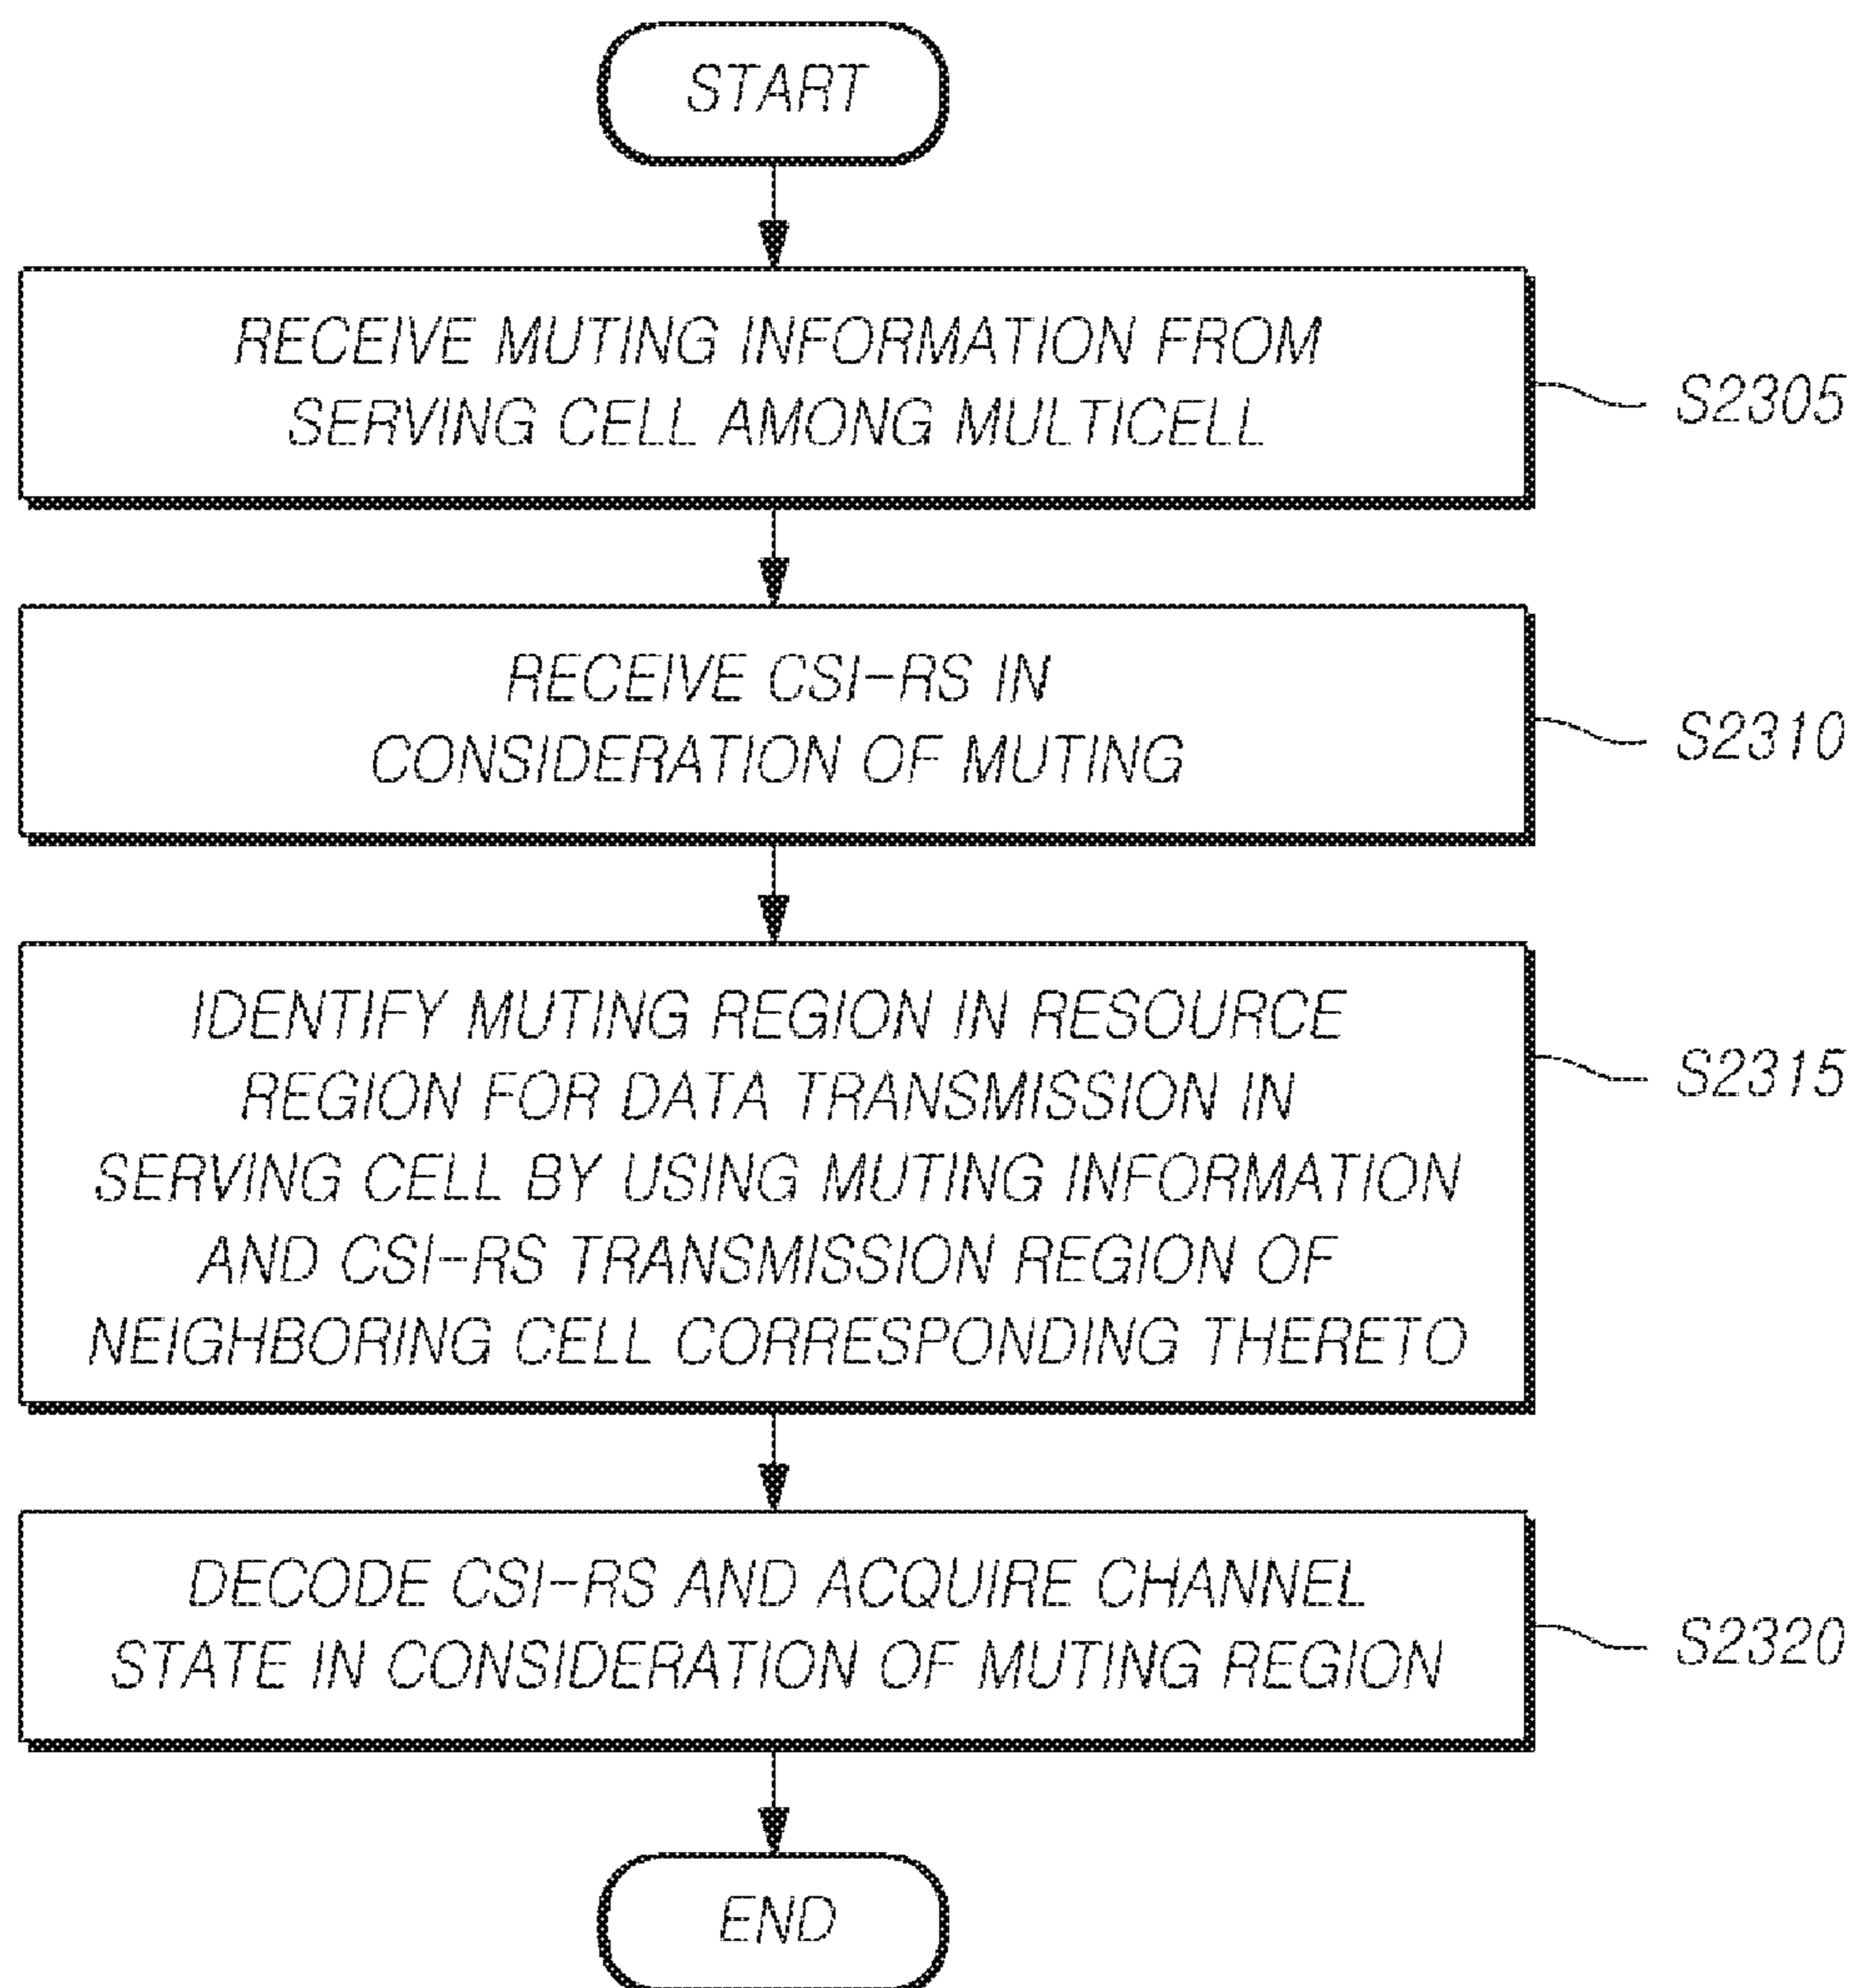 START
RECEIVE MUTING INFORMATION FROM
SERVING CELL AMONG MULTICELL
S2305
RECEIVE CSI-RS IN
CONSIDERATION OF MUTING
S2310
IDENTIFY MUTING REGION IN RESOURCE
REGION FOR DATA TRANSMISSION IN
SERVING CELL BY USING MUTING INFORMATION
AND CSI-RS TRANSMISSION REGION OF
NEIGHBORING CELL CORRESPONDING THERETO
S2315
DECODE CSI-RS AND ACQUIRE CHANNEL
STATE IN CONSIDERATION OF MUTING REGION
S2320
END